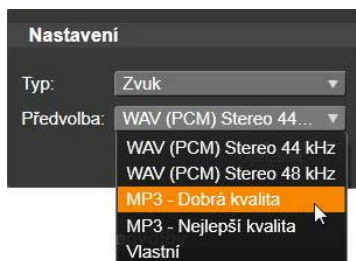 Nastavení
Typ: Zvuk
Předvolba: WAV (PCM) Stereo 44...
WAV (PCM) Stereo 44 kHz
WAV (PCM) Stereo 48 kHz
MP3 - Dobrá kvalita
MP3 - Nejlepší kvalita
Vlastní